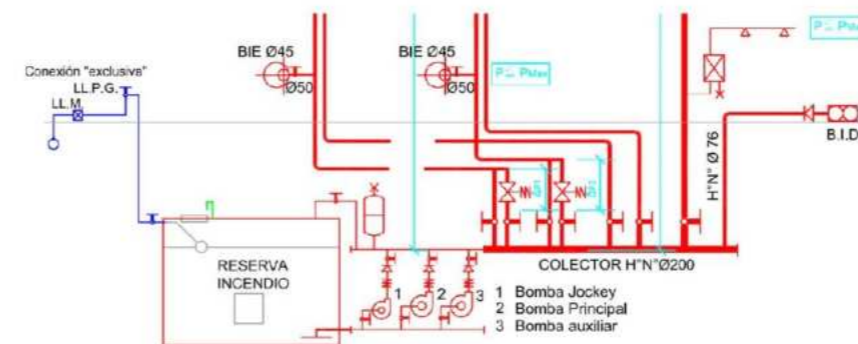 BIE Ø45
BIE Ø45
P≤ PMax
Conexión "exclusiva"
LL.P.G.
LL.M.
Ø50
Ø50
H"N" Ø 76
B.I.D
RESERVA
INCENDIO
COLECTOR H"N"Ø200
1
2
3
1 Bomba Jockey
2 Bomba Principal
3 Bomba auxiliar